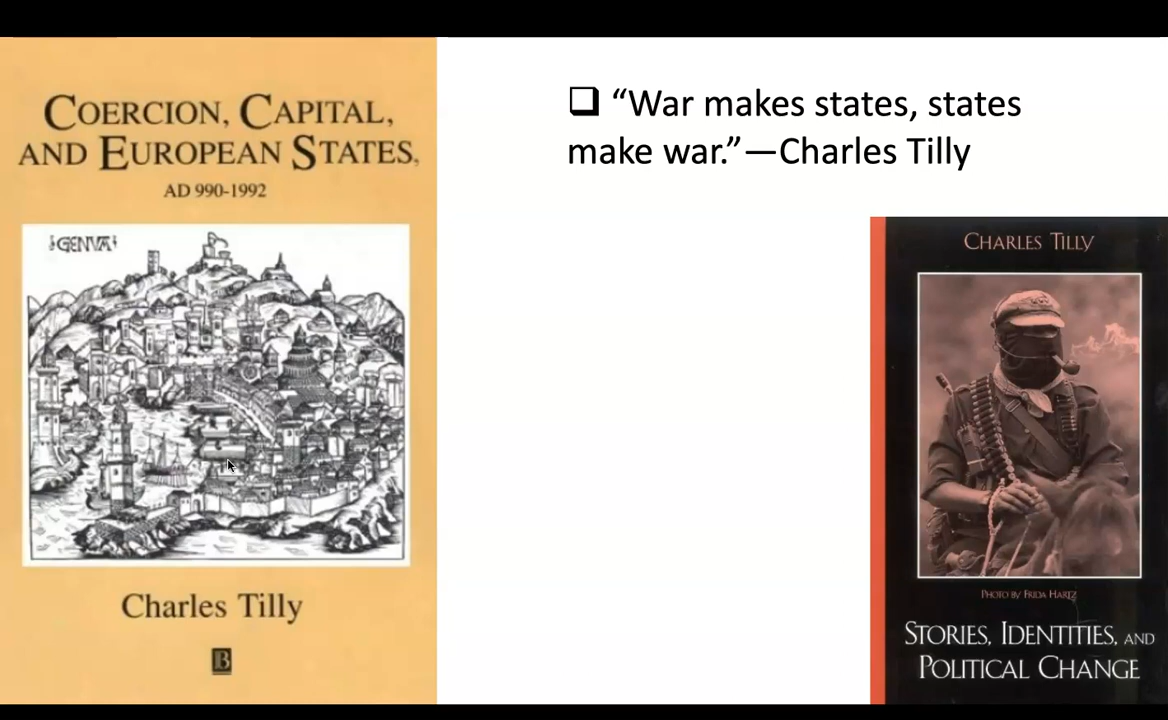 COERCION, CAPITAL,
AND EUROPEAN STATES,
AD 990-1992
GENVA
Charles Tilly
B
❑ “War makes states, states
make war.”—Charles Tilly
CHARLES TILLY
PHOTO BY FRIDA HARTZ
STORIES, IDENTITIES, AND
POLITICAL CHANGE